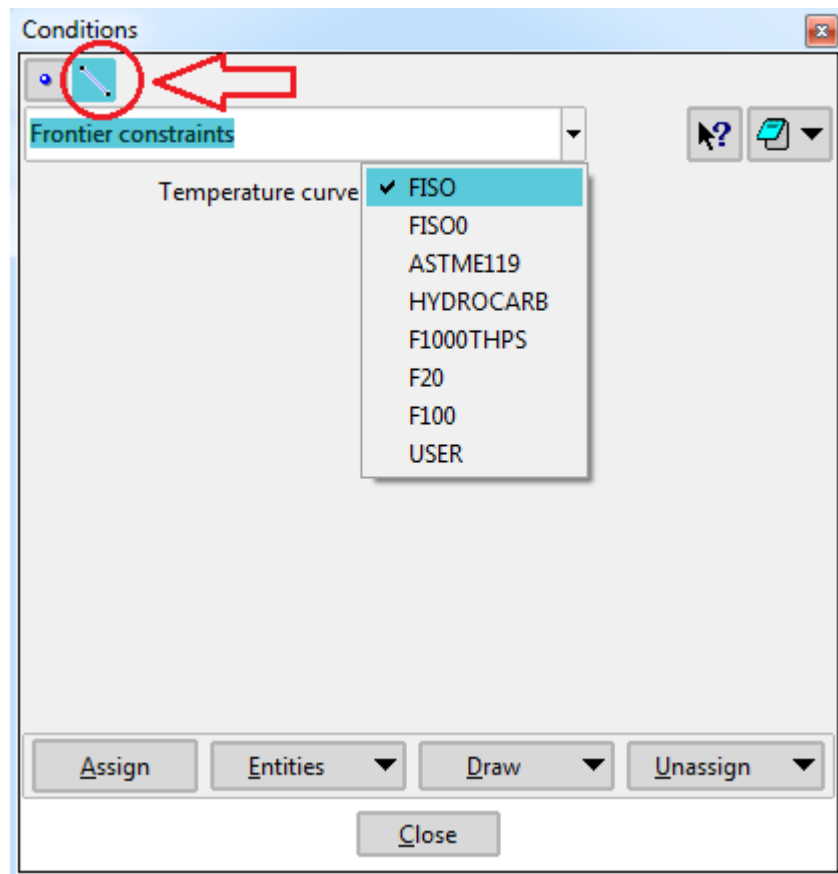 Conditions
Frontier constraints
Temperature curve
FISO
FISO0
ASTME119
HYDROCARB
F1000THPS
F20
F100
USER
Assign Entities Draw Unassign
Close